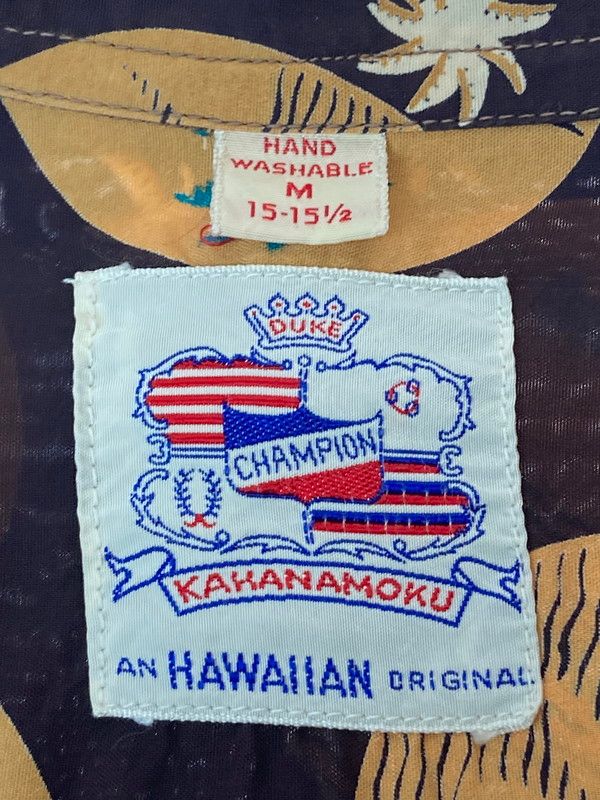 HAND
WASHABLE
M
15-15½
DUKE
CHAMPION
KAHANAMOKU
AN HAWAIIAN ORIGINAL